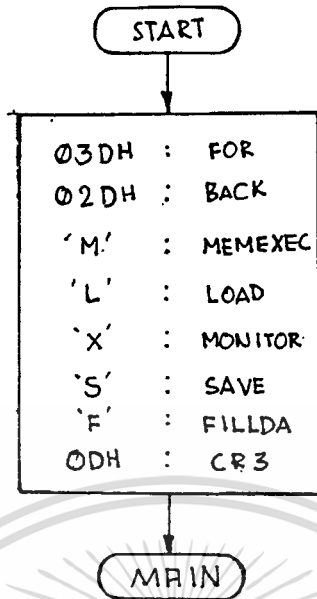 START
Ø3DH : FOR
Ø2DH : BACK
'M' : MEMEXEC
'L' : LOAD
'X' : MONITOR
'S' : SAVE
'F' : FILLDA
ØDH : CR3
MAIN